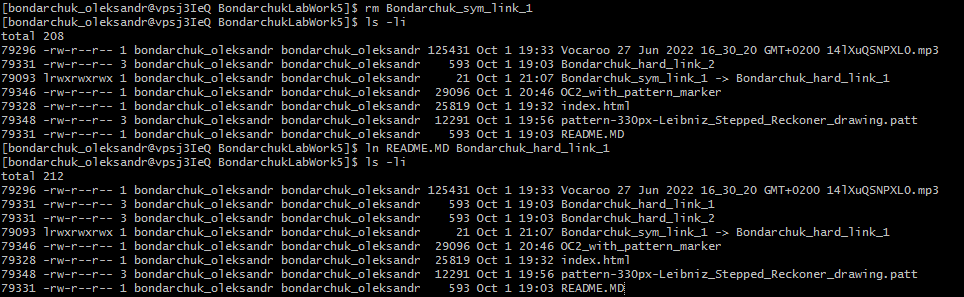 [bondarchuk_oleksandr@vpsj3IeQ BondarchukLabWork5]$ rm Bondarchuk_sym_link_1
[bondarchuk_oleksandr@vpsj3IeQ BondarchukLabWork5]$ ls -li
total 208
79296 -rw-r--r-- 1 bondarchuk_oleksandr bondarchuk_oleksandr 125431 Oct 1 19:33 Vocaroo 27 Jun 2022 16_30_20 GMT+0200 14lXuQSNPXL0.mp3
79331 -rw-r--r-- 3 bondarchuk_oleksandr bondarchuk_oleksandr 593 Oct 1 19:03 Bondarchuk_hard_link_2
79093 lrwxrwxrwx 1 bondarchuk_oleksandr bondarchuk_oleksandr 21 Oct 1 21:07 Bondarchuk_sym_link_1 -> Bondarchuk_hard_link_1
79346 -rw-r--r-- 1 bondarchuk_oleksandr bondarchuk_oleksandr 29096 Oct 1 20:46 OC2_with_pattern_marker
79328 -rw-r--r-- 1 bondarchuk_oleksandr bondarchuk_oleksandr 25819 Oct 1 19:32 index.html
79348 -rw-r--r-- 3 bondarchuk_oleksandr bondarchuk_oleksandr 12291 Oct 1 19:56 pattern-330px-Leibniz_Stepped_Reckoner_drawing.patt
79331 -rw-r--r-- 1 bondarchuk_oleksandr bondarchuk_oleksandr 593 Oct 1 19:03 README.MD
[bondarchuk_oleksandr@vpsj3IeQ BondarchukLabWork5]$ ln README.MD Bondarchuk_hard_link_1
[bondarchuk_oleksandr@vpsj3IeQ BondarchukLabWork5]$ ls -li
total 212
79296 -rw-r--r-- 1 bondarchuk_oleksandr bondarchuk_oleksandr 125431 Oct 1 19:33 Vocaroo 27 Jun 2022 16_30_20 GMT+0200 14lXuQSNPXL0.mp3
79331 -rw-r--r-- 3 bondarchuk_oleksandr bondarchuk_oleksandr 593 Oct 1 19:03 Bondarchuk_hard_link_1
79331 -rw-r--r-- 3 bondarchuk_oleksandr bondarchuk_oleksandr 593 Oct 1 19:03 Bondarchuk_hard_link_2
79093 lrwxrwxrwx 1 bondarchuk_oleksandr bondarchuk_oleksandr 21 Oct 1 21:07 Bondarchuk_sym_link_1 -> Bondarchuk_hard_link_1
79346 -rw-r--r-- 1 bondarchuk_oleksandr bondarchuk_oleksandr 29096 Oct 1 20:46 OC2_with_pattern_marker
79328 -rw-r--r-- 1 bondarchuk_oleksandr bondarchuk_oleksandr 25819 Oct 1 19:32 index.html
79348 -rw-r--r-- 3 bondarchuk_oleksandr bondarchuk_oleksandr 12291 Oct 1 19:56 pattern-330px-Leibniz_Stepped_Reckoner_drawing.patt
79331 -rw-r--r-- 3 bondarchuk_oleksandr bondarchuk_oleksandr 593 Oct 1 19:03 README.MD